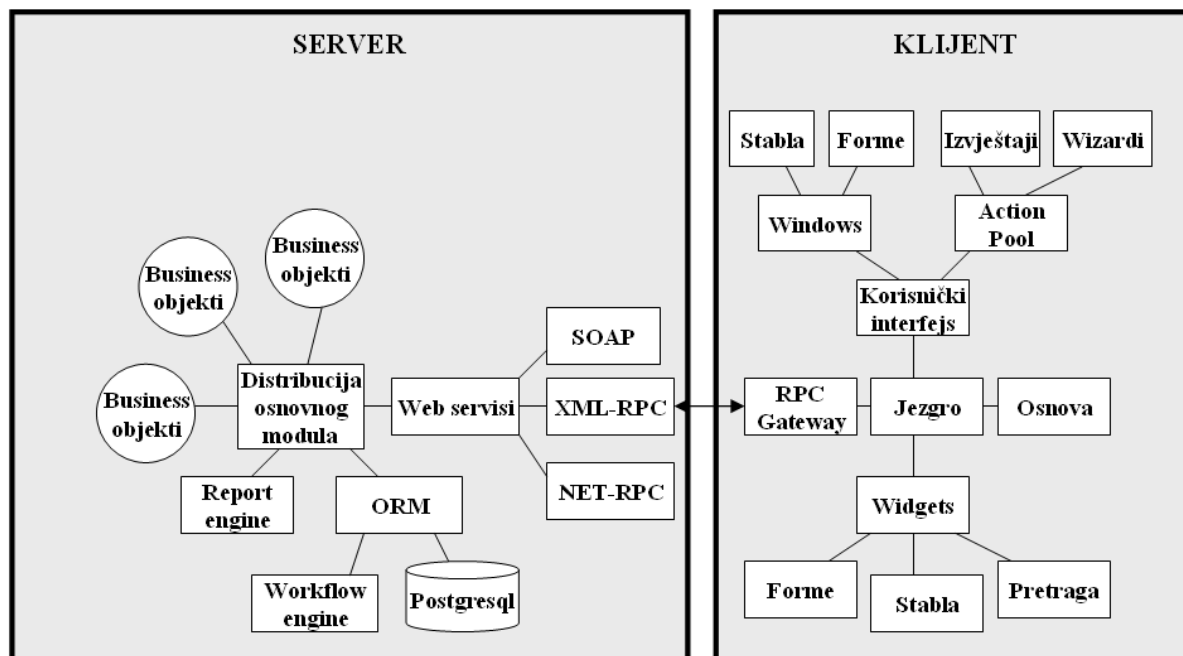 SERVER
Business
objekti
Business
objekti
Business
objekti
Distribucija
osnovnog
modula
Web servisi
SOAP
XML-RPC
NET-RPC
Report
engine
ORM
Workflow
engine
Postgresql
KLIJENT
Stabla
Forme
Izvještaji
Wizardi
Windows
Action
Pool
Korisnički
interfejs
RPC
Gateway
Jezgro
Osnova
Widgets
Forme
Stabla
Pretraga